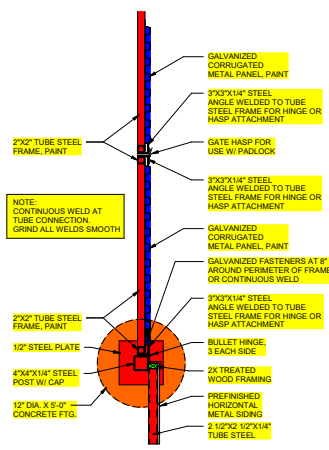 GALVANIZED
CORRUGATED
METAL PANEL, PAINT
3"X3"X1/4" STEEL
ANGLE WELDED TO TUBE
STEEL FRAME FOR HINGE OR
HASP ATTACHMENT
2"X2" TUBE STEEL
FRAME, PAINT
GATE HASP FOR
USE W/ PADLOCK
3"X3"X1/4" STEEL
ANGLE WELDED TO TUBE
STEEL FRAME FOR HINGE OR
HASP ATTACHMENT
NOTE:
CONTINUOUS WELD AT
TUBE CONNECTION.
GRIND ALL WELDS SMOOTH
GALVANIZED
CORRUGATED
METAL PANEL, PAINT
GALVANIZED FASTENERS AT 8"
AROUND PERIMETER OF FRAME
OR CONTINUOUS WELD
3"X3"X1/4" STEEL
ANGLE WELDED TO TUBE
STEEL FRAME FOR HINGE OR
HASP ATTACHMENT
2"X2" TUBE STEEL
FRAME, PAINT
1/2" STEEL PLATE
BULLET HINGE,
3 EACH SIDE
4"X4"X1/4" STEEL
POST W/ CAP
2X TREATED
WOOD FRAMING
12" DIA. X 5'-0"
CONCRETE FTG.
PREFINISHED
HORIZONTAL
METAL SIDING
2 1/2"X2 1/2"X1/4"
TUBE STEEL